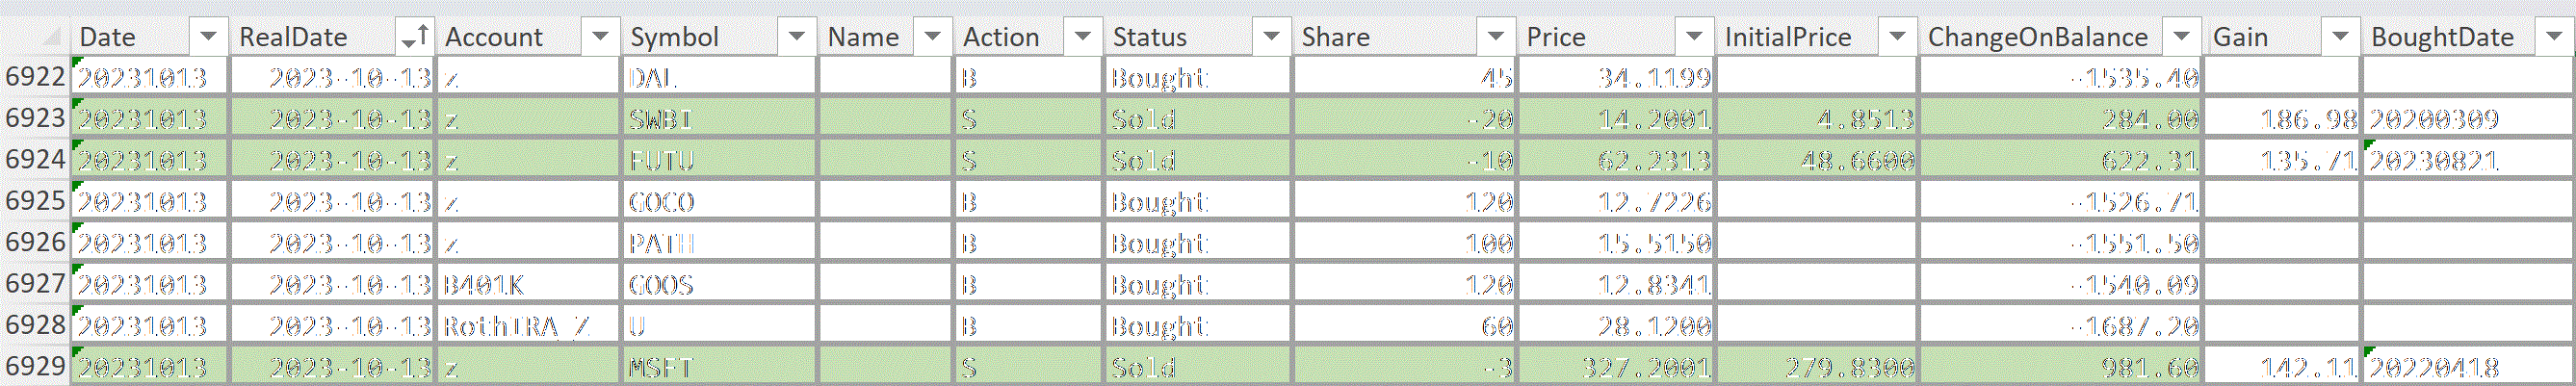 Date RealDate Account Symbol Name Action Status Share Price InitialPrice ChangeOnBalance Gain BoughtDate
6922 20231013 2023-10-13 z DAL B Bought 45 34.1199 -1535.40
6923 20231013 2023-10-13 z SWBI S Sold -20 14.2001 4.8513 284.00 186.98 20200309
6924 20231013 2023-10-13 z FUTU S Sold -10 62.2313 48.6600 622.31 135.71 20230821
6925 20231013 2023-10-13 z GOCO B Bought 120 12.7226 -1526.71
6926 20231013 2023-10-13 z PATH B Bought 100 15.5150 -1551.50
6927 20231013 2023-10-13 B401K GOOS B Bought 120 12.8341 -1540.09
6928 20231013 2023-10-13 RothIRA_Z U B Bought 60 28.1200 -1687.20
6929 20231013 2023-10-13 z MSFT S Sold -3 327.2001 279.8300 981.60 142.11 20220418